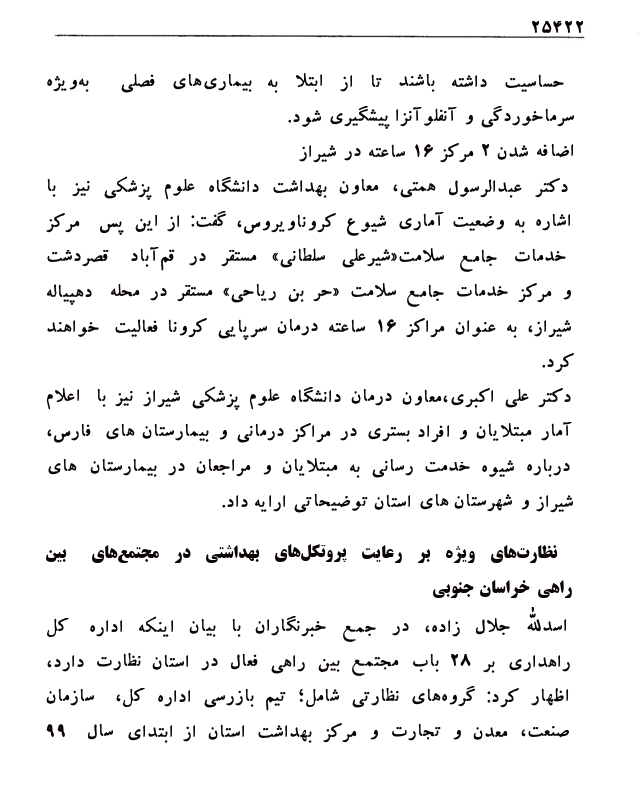 ۲۵۴۲۲
حساسیت داشته باشند تا از ابتلا به بیماری‌های فصلی به‌ویژه
سرماخوردگی و آنفلوآنزا پیشگیری شود.
اضافه شدن ۲ مرکز ۱۶ ساعته در شیراز
دکتر عبدالرسول همتی، معاون بهداشت دانشگاه علوم پزشکی نیز با
اشاره به وضعیت آماری شیوع کروناویروس، گفت: از این پس مرکز
خدمات جامع سلامت«شیرعلی سلطانی» مستقر در قم‌آباد قصردشت
و مرکز خدمات جامع سلامت «حر بن ریاحی» مستقر در محله دهپیاله
شیراز، به عنوان مراکز ۱۶ ساعته درمان سرپایی کرونا فعالیت خواهند
کرد.
دکتر علی اکبری،معاون درمان دانشگاه علوم پزشکی شیراز نیز با اعلام
آمار مبتلایان و افراد بستری در مراکز درمانی و بیمارستان های فارس،
درباره شیوه خدمت رسانی به مبتلایان و مراجعان در بیمارستان های
شیراز و شهرستان های استان توضیحاتی ارایه داد.
نظارت‌های ویژه بر رعایت پروتکل‌های بهداشتی در مجتمع‌های بین
راهی خراسان جنوبی
اسدالله جلال زاده، در جمع خبرنگاران با بیان اینکه اداره کل
راهداری بر ۲۸ باب مجتمع بین راهی فعال در استان نظارت دارد،
اظهار کرد: گروه‌های نظارتی شامل؛ تیم بازرسی اداره کل، سازمان
صنعت، معدن و تجارت و مرکز بهداشت استان از ابتدای سال ۹۹